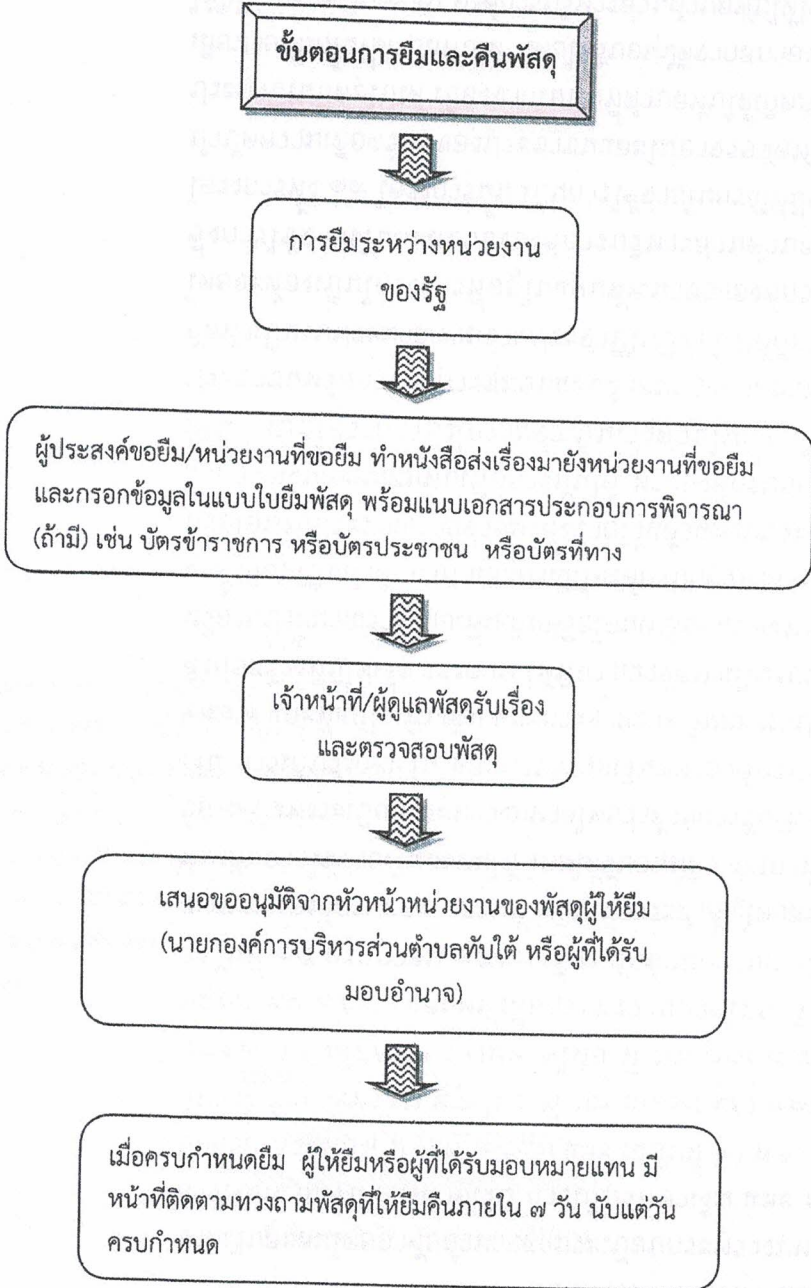 ขั้นตอนการยืมและคืนพัสดุ
การยืมระหว่างหน่วยงาน
ของรัฐ
ผู้ประสงค์ขอยืม/หน่วยงานที่ขอยืม ทำหนังสือส่งเรื่องมายังหน่วยงานที่ขอยืม
และกรอกข้อมูลในแบบใบยืมพัสดุ พร้อมแนบเอกสารประกอบการพิจารณา
(ถ้ามี) เช่น บัตรข้าราชการ หรือบัตรประชาชน หรือบัตรที่ทาง
เจ้าหน้าที่/ผู้ดูแลพัสดุรับเรื่อง
และตรวจสอบพัสดุ
เสนอขออนุมัติจากหัวหน้าหน่วยงานของพัสดุผู้ให้ยืม
(นายกองค์การบริหารส่วนตำบลทับใต้ หรือผู้ที่ได้รับ
มอบอำนาจ)
เมื่อครบกำหนดยืม ผู้ให้ยืมหรือผู้ที่ได้รับมอบหมายแทน มี
หน้าที่ติดตามทวงถามพัสดุที่ให้ยืมคืนภายใน ๗ วัน นับแต่วัน
ครบกำหนด